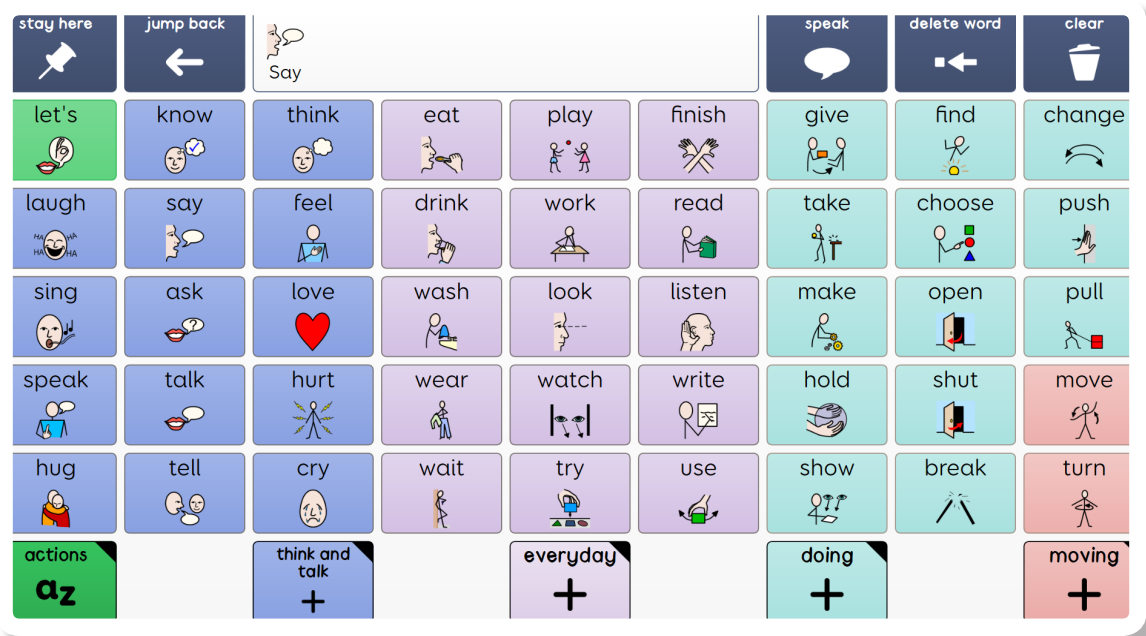 stay here jump back speak delete word clear
Say
let's know think eat play finish give find change
laugh say feel drink work read take choose push
HA HA
HA HA
sing ask love wash look listen make open pull
?
speak talk hurt wear watch write hold shut move
hug tell cry wait try use show break turn
actions think and talk everyday doing moving
az + + + +